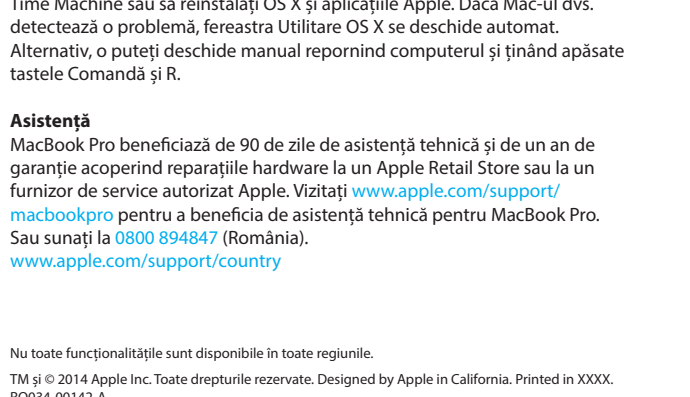 Time Machine sau să reinstalați OS X și aplicațiile Apple. Dacă Mac-ul dvs.
detectează o problemă, fereastra Utilitare OS X se deschide automat.
Alternativ, o puteți deschide manual repornind computerul și ținând apăsate
tastele Comandă și R.
Asistență
MacBook Pro beneficiază de 90 de zile de asistență tehnică și de un an de
garanție acoperind reparațiile hardware la un Apple Retail Store sau la un
furnizor de service autorizat Apple. Vizitați www.apple.com/support/
macbookpro pentru a beneficia de asistență tehnică pentru MacBook Pro.
Sau sunați la 0800 894847 (România).
www.apple.com/support/country
Nu toate funcționalitățile sunt disponibile în toate regiunile.
TM și © 2014 Apple Inc. Toate drepturile rezervate. Designed by Apple in California. Printed in XXXX.
RO034-00142-A